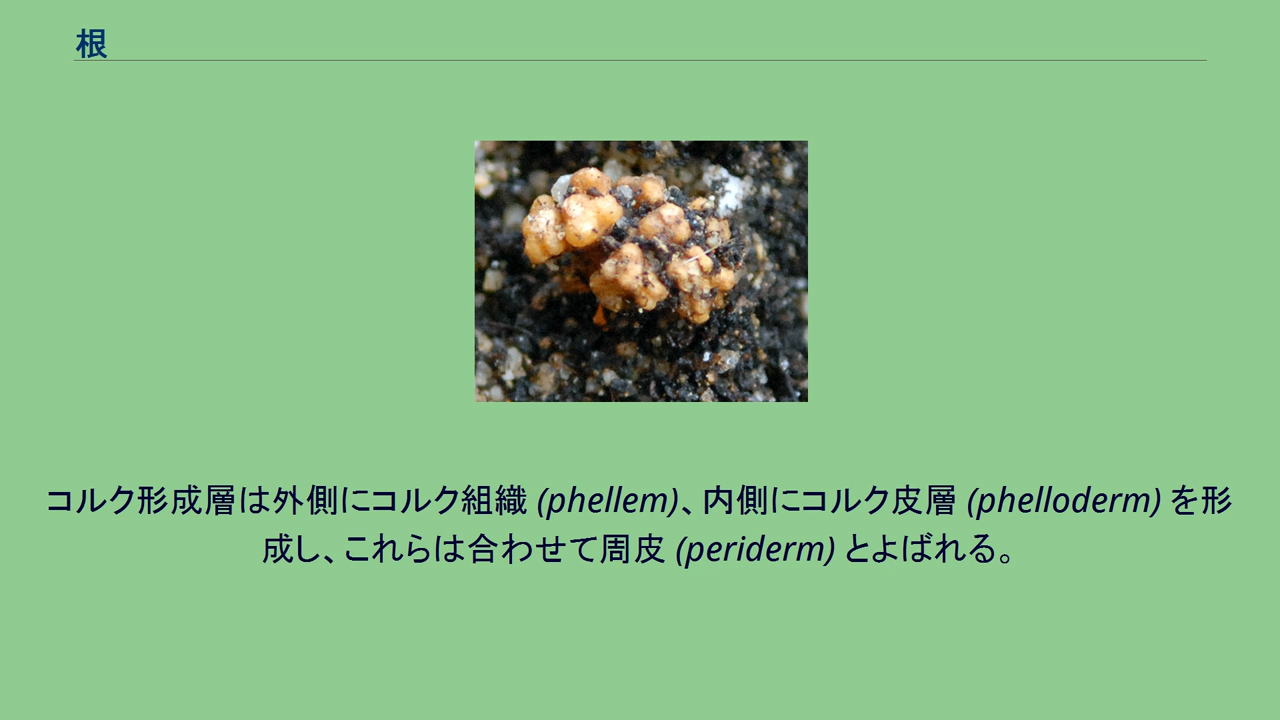 根
コルク形成層は外側にコルク組織 (phellem)、内側にコルク皮層 (phelloderm) を形
成し、これらは合わせて周皮 (periderm) とよばれる。